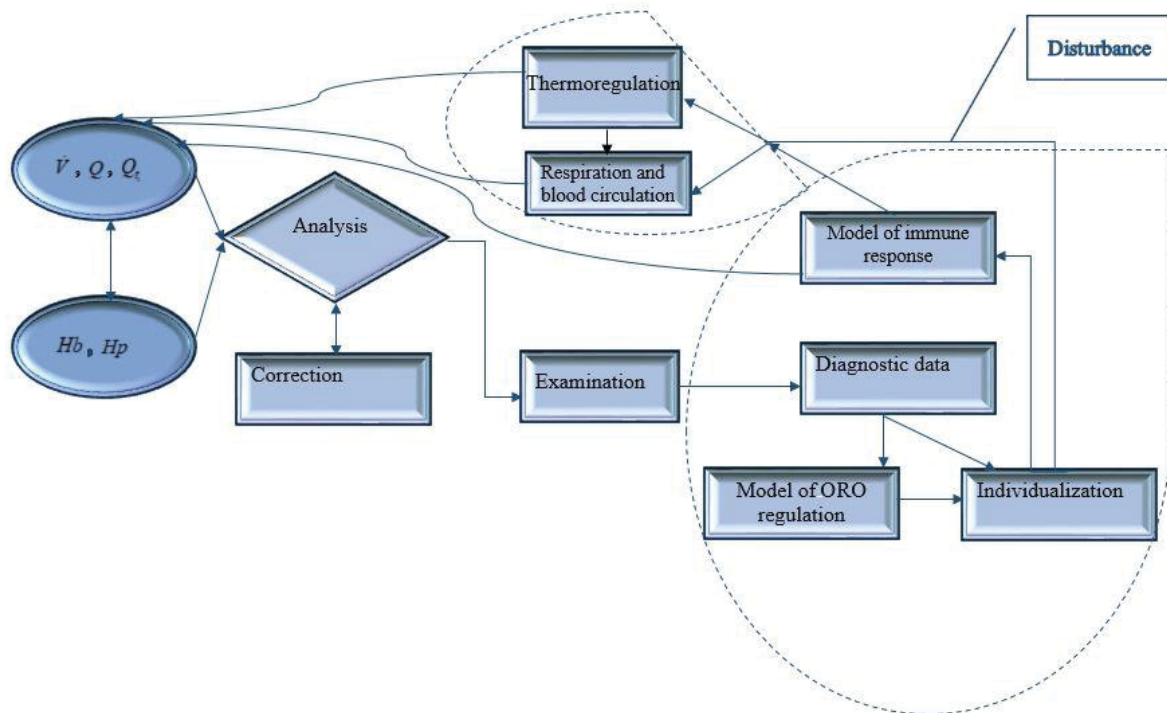 Disturbance
Thermoregulation
V̇ , Q , Qtᵢ
Respiration and
blood circulation
Analysis
Model of immune
response
Hb , Hp
Correction
Examination
Diagnostic data
Model of ORO
regulation
Individualization